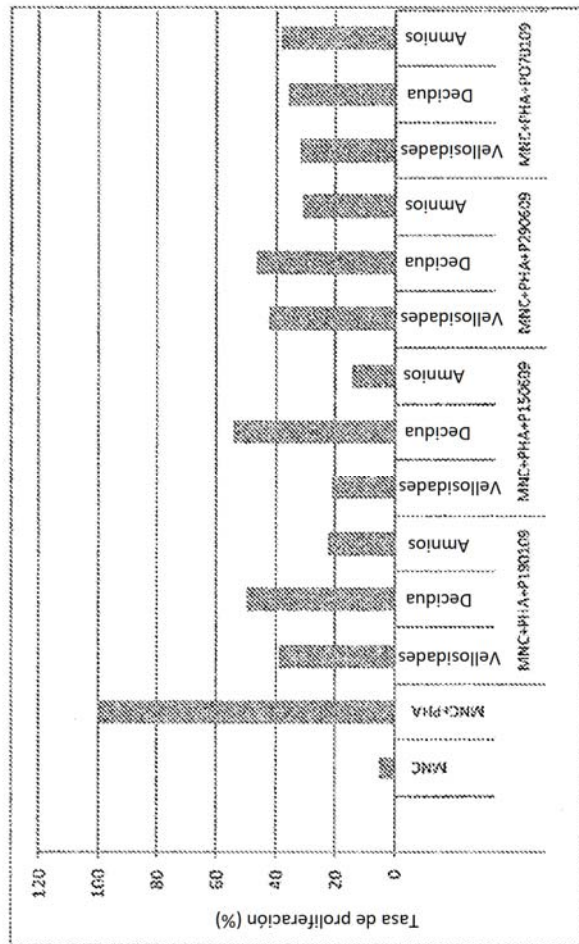 Tasa de proliferación (%)
120
100
80
60
40
20
0
MNC
MNC+PHA
Vellosidades
Decidua
Amnios
MNC+PHA+P190109
Vellosidades
Decidua
Amnios
MNC+PHA+P150609
Vellosidades
Decidua
Amnios
MNC+PHA+P290609
Vellosidades
Decidua
Amnios
MNC+PHA+P070109